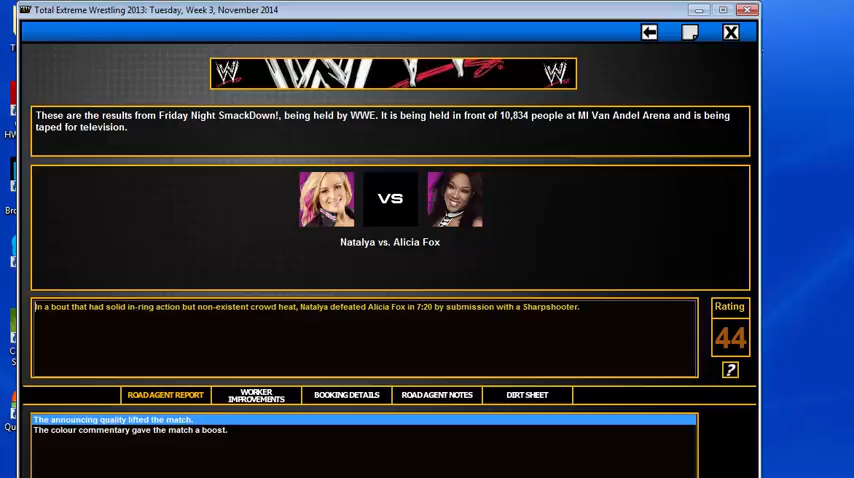 Total Extreme Wrestling 2013: Tuesday, Week 3, November 2014
These are the results from Friday Night SmackDown!, being held by WWE. It is being held in front of 10,834 people at MI Van Andel Arena and is being
taped for television.
VS
Natalya vs. Alicia Fox
In a bout that had solid in-ring action but non-existent crowd heat, Natalya defeated Alicia Fox in 7:20 by submission with a Sharpshooter.
Rating
44
?
ROAD AGENT REPORT
WORKER
IMPROVEMENTS
BOOKING DETAILS
ROAD AGENT NOTES
DIRT SHEET
The announcing quality lifted the match.
The colour commentary gave the match a boost.